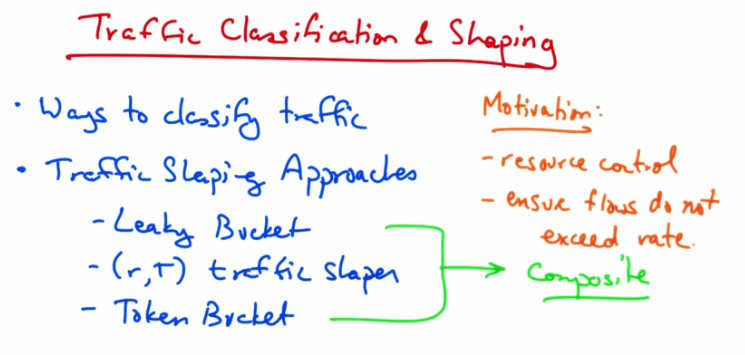 Traffic Classification & Shaping
• Ways to classify traffic
• Traffic Shaping Approaches
- Leaky Bucket
- (r,T) traffic shaper
- Token Bucket
Motivation:
- resource control
- ensure flows do not
exceed rate.
Composite